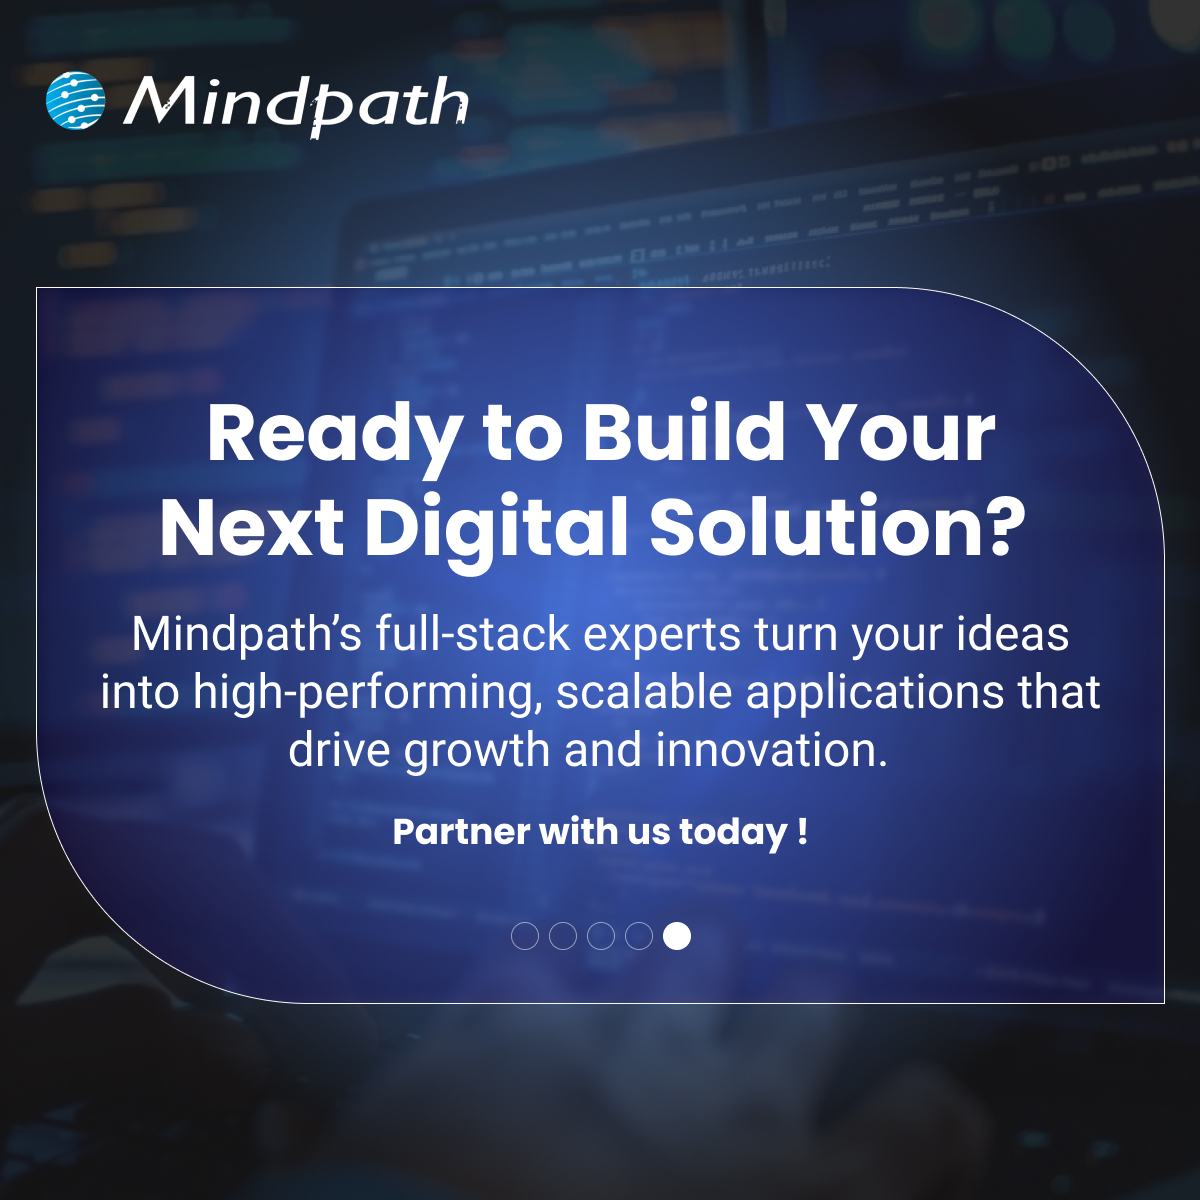 Mindpath
Ready to Build Your
Next Digital Solution?
Mindpath’s full-stack experts turn your ideas
into high-performing, scalable applications that
drive growth and innovation.
Partner with us today !